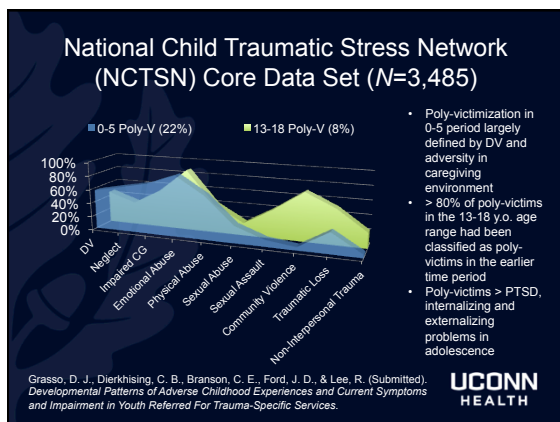 National Child Traumatic Stress Network
(NCTSN) Core Data Set (N=3,485)
0-5 Poly-V (22%)
13-18 Poly-V (8%)
100%
80%
60%
40%
20%
0%
DV
Neglect
Impaired CG
Emotional Abuse
Physical Abuse
Sexual Abuse
Sexual Assault
Community Violence
Traumatic Loss
Non-Interpersonal Trauma
• Poly-victimization in
0-5 period largely
defined by DV and
adversity in
caregiving
environment
• > 80% of poly-victims
in the 13-18 y.o. age
range had been
classified as poly-
victims in the earlier
time period
• Poly-victims > PTSD,
internalizing and
externalizing
problems in
adolescence
Grasso, D. J., Dierkhising, C. B., Branson, C. E., Ford, J. D., & Lee, R. (Submitted).
Developmental Patterns of Adverse Childhood Experiences and Current Symptoms
and Impairment in Youth Referred For Trauma-Specific Services.
UCONN
HEALTH